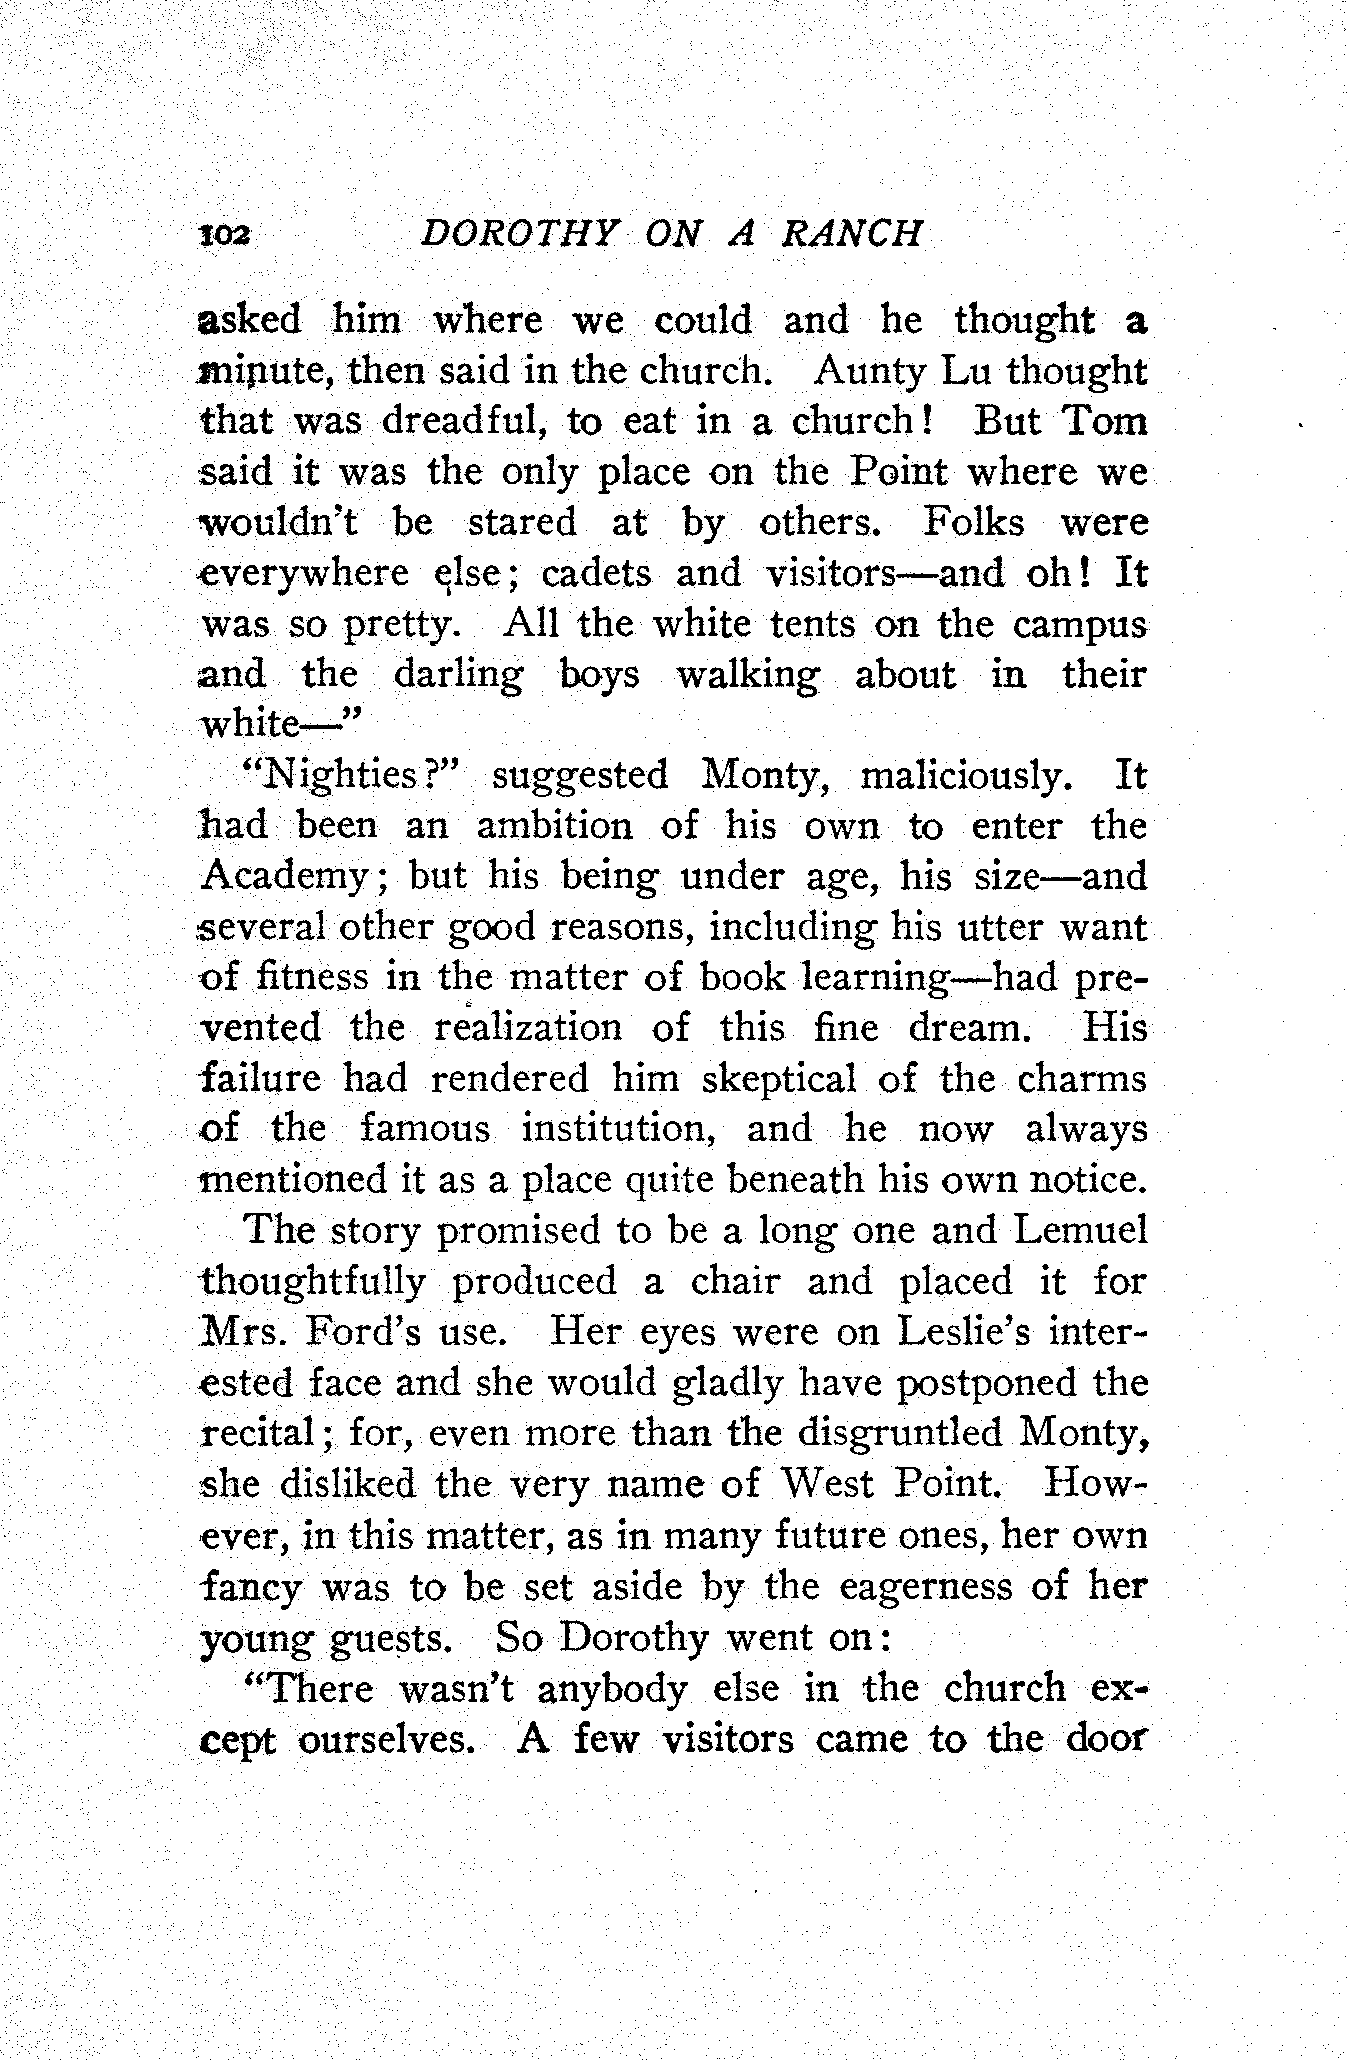 102 DOROTHY ON A RANCH
asked him where we could and he thought a
minute, then said in the church. Aunty Lu thought
that was dreadful, to eat in a church! But Tom
said it was the only place on the Point where we
wouldn't be stared at by others. Folks were
everywhere else; cadets and visitors—and oh! It
was so pretty. All the white tents on the campus
and the darling boys walking about in their
white—"
"Nighties?" suggested Monty, maliciously. It
had been an ambition of his own to enter the
Academy; but his being under age, his size—and
several other good reasons, including his utter want
of fitness in the matter of book learning—had pre-
vented the realization of this fine dream. His
failure had rendered him skeptical of the charms
of the famous institution, and he now always
mentioned it as a place quite beneath his own notice.
The story promised to be a long one and Lemuel
thoughtfully produced a chair and placed it for
Mrs. Ford's use. Her eyes were on Leslie's inter-
ested face and she would gladly have postponed the
recital; for, even more than the disgruntled Monty,
she disliked the very name of West Point. How-
ever, in this matter, as in many future ones, her own
fancy was to be set aside by the eagerness of her
young guests. So Dorothy went on:
"There wasn't anybody else in the church ex-
cept ourselves. A few visitors came to the door